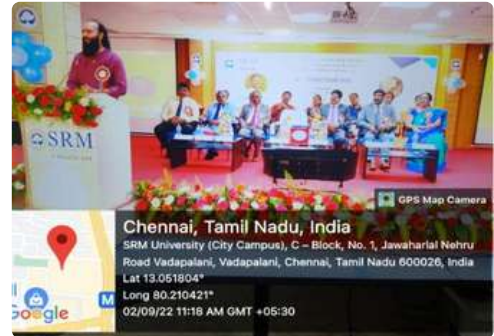 SRM
GPS Map Camera
Chennai, Tamil Nadu, India
SRM University (City Campus), C – Block, No. 1, Jawaharlal Nehru
Road Vadapalani, Vadapalani, Chennai, Tamil Nadu 600026, India
Lat 13.051804°
Long 80.210421°
02/09/22 11:18 AM GMT +05:30
Google
M